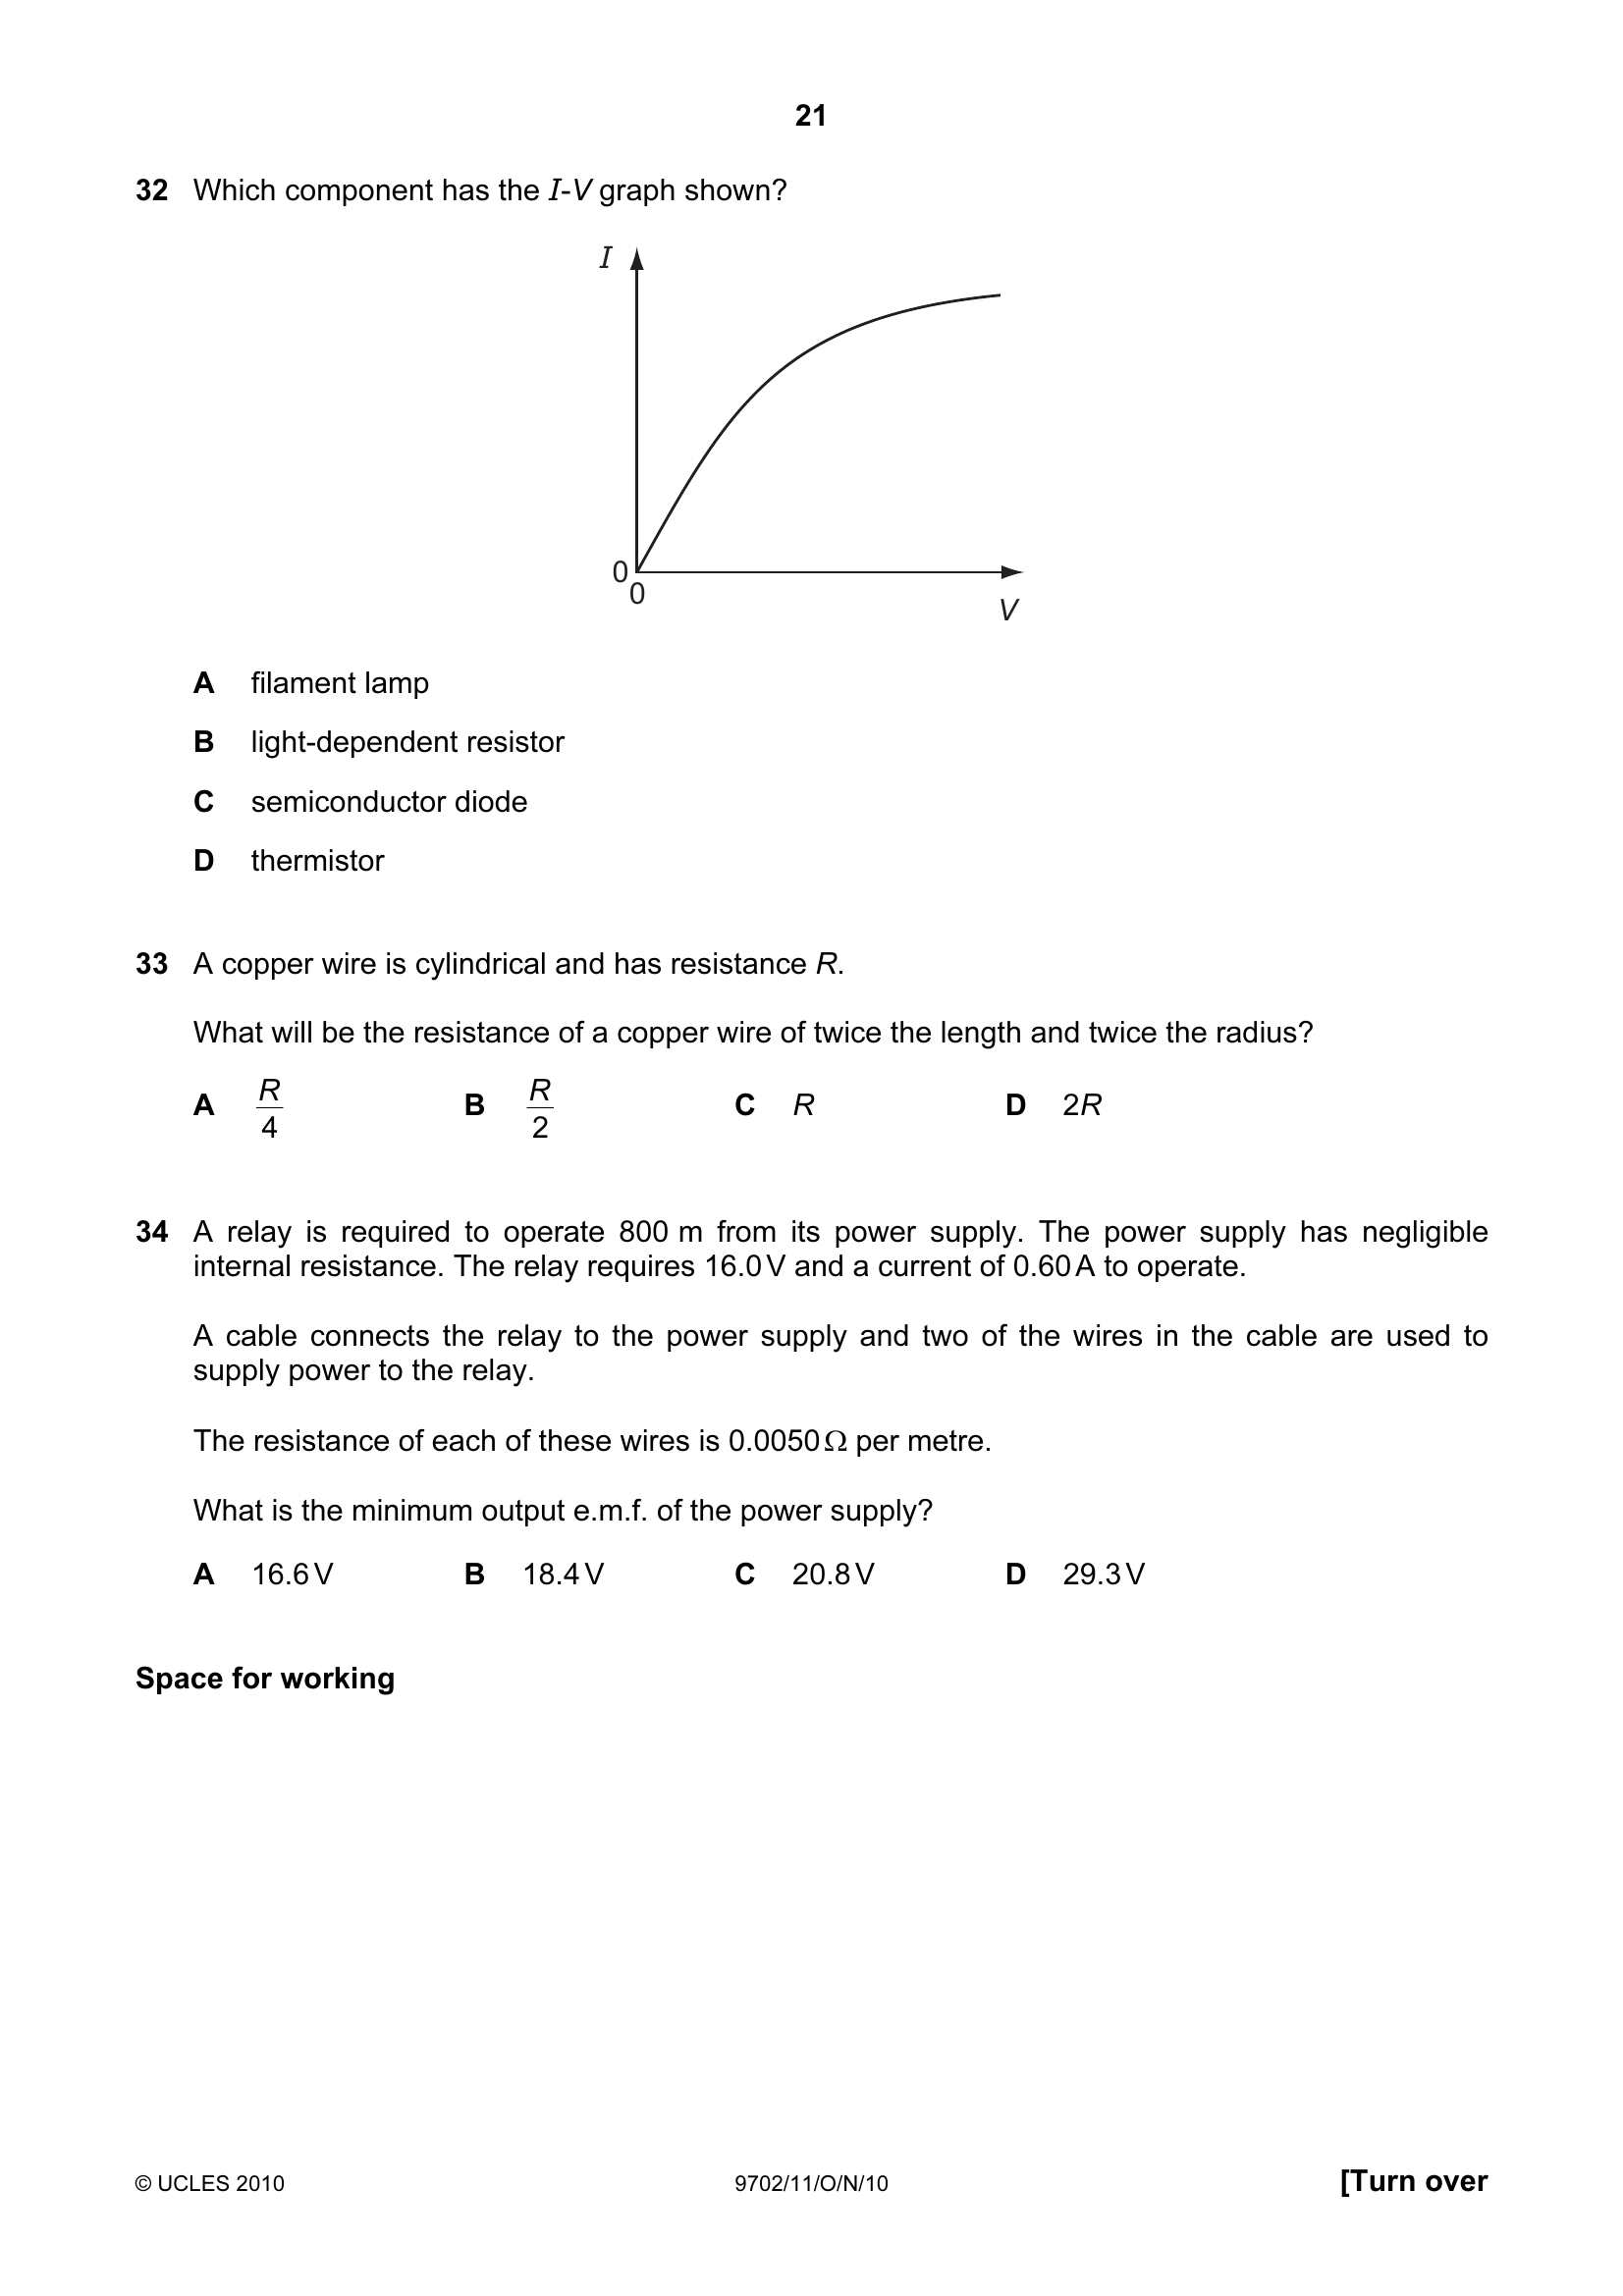 21
32 Which component has the I-V graph shown?
I
0
0
V
A filament lamp
B light-dependent resistor
C semiconductor diode
D thermistor
33 A copper wire is cylindrical and has resistance R.
What will be the resistance of a copper wire of twice the length and twice the radius?
A R/4 B R/2 C R D 2R
34 A relay is required to operate 800 m from its power supply. The power supply has negligible
internal resistance. The relay requires 16.0 V and a current of 0.60 A to operate.
A cable connects the relay to the power supply and two of the wires in the cable are used to
supply power to the relay.
The resistance of each of these wires is 0.0050 Ω per metre.
What is the minimum output e.m.f. of the power supply?
A 16.6 V B 18.4 V C 20.8 V D 29.3 V
Space for working
© UCLES 2010 9702/11/O/N/10 [Turn over